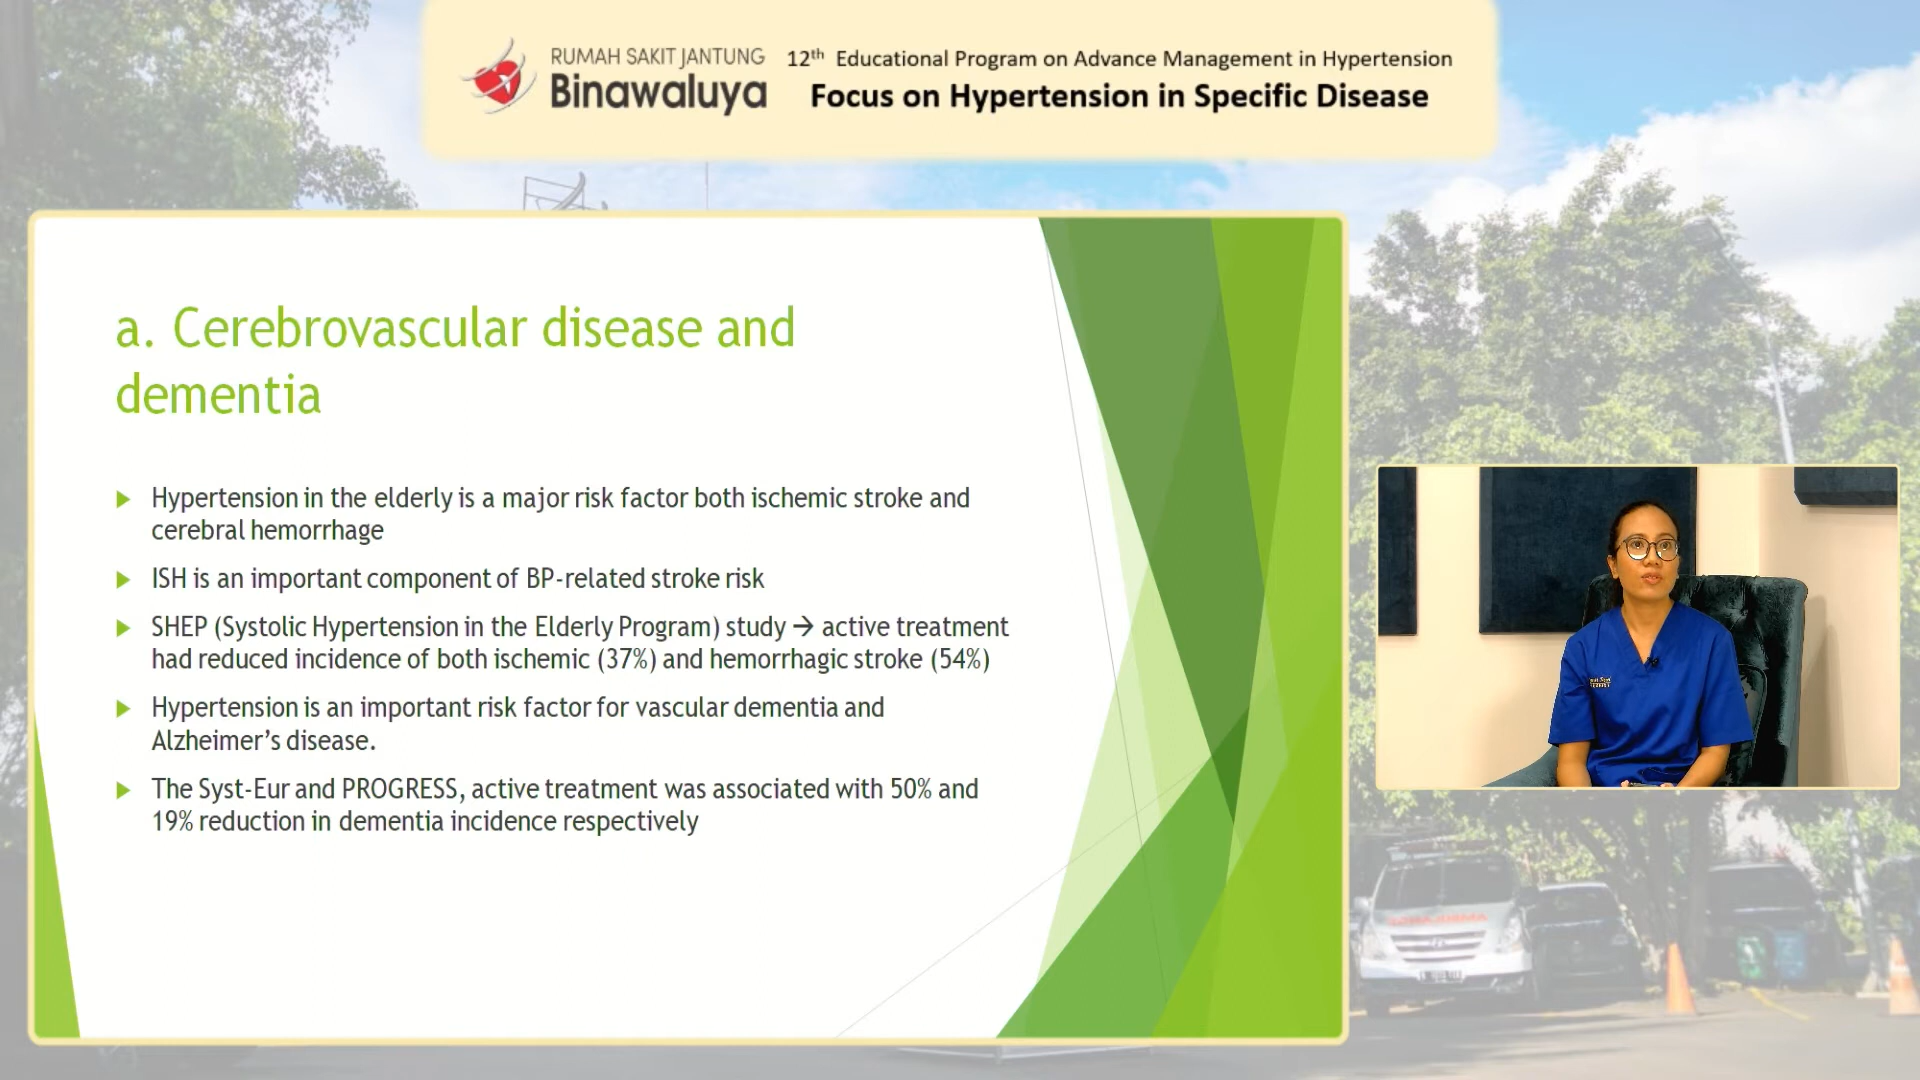 RUMAH SAKIT JANTUNG
Binawaluya
12th Educational Program on Advance Management in Hypertension
Focus on Hypertension in Specific Disease
a. Cerebrovascular disease and
dementia
Hypertension in the elderly is a major risk factor both ischemic stroke and
cerebral hemorrhage
ISH is an important component of BP-related stroke risk
SHEP (Systolic Hypertension in the Elderly Program) study → active treatment
had reduced incidence of both ischemic (37%) and hemorrhagic stroke (54%)
Hypertension is an important risk factor for vascular dementia and
Alzheimer’s disease.
The Syst-Eur and PROGRESS, active treatment was associated with 50% and
19% reduction in dementia incidence respectively